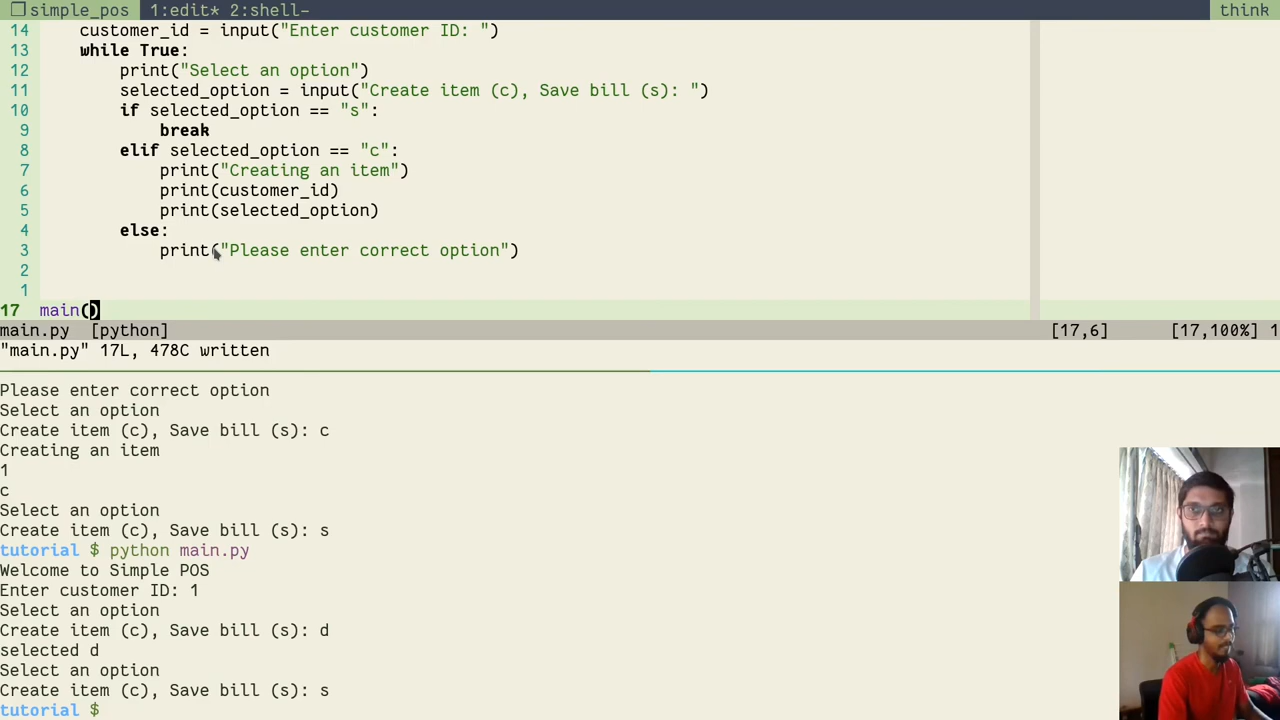 simple_pos 1:edit* 2:shell- think
14 customer_id = input("Enter customer ID: ")
13 while True:
12 print("Select an option")
11 selected_option = input("Create item (c), Save bill (s): ")
10 if selected_option == "s":
9 break
8 elif selected_option == "c":
7 print("Creating an item")
6 print(customer_id)
5 print(selected_option)
4 else:
3 print("Please enter correct option")
2
1
17 main()
main.py [python] [17,6] [17,100%] 1
"main.py" 17L, 478C written
Please enter correct option
Select an option
Create item (c), Save bill (s): c
Creating an item
1
c
Select an option
Create item (c), Save bill (s): s
tutorial $ python main.py
Welcome to Simple POS
Enter customer ID: 1
Select an option
Create item (c), Save bill (s): d
selected d
Select an option
Create item (c), Save bill (s): s
tutorial $